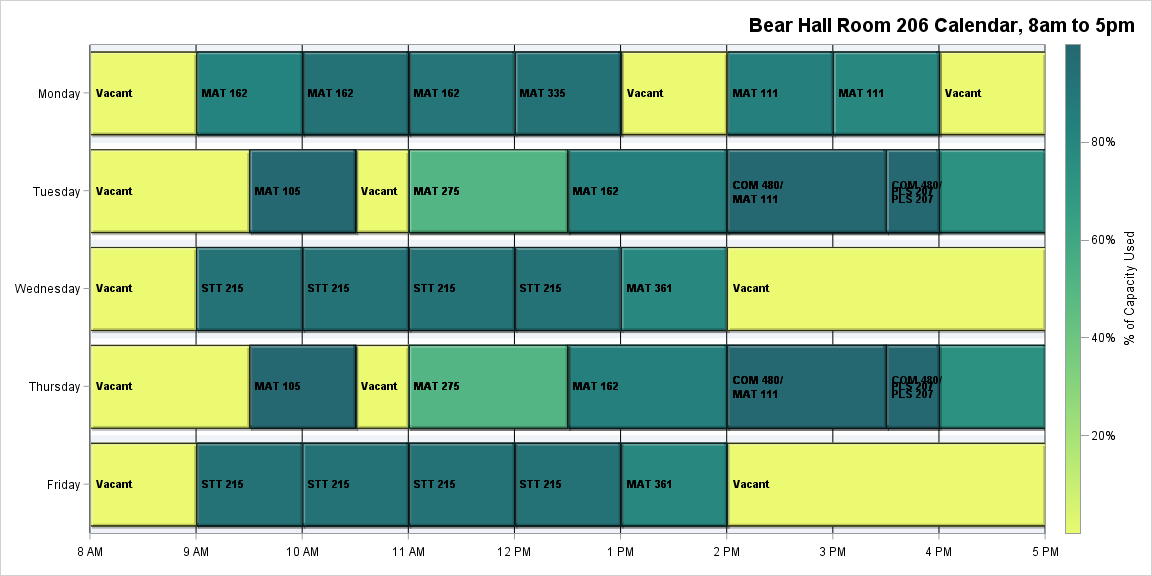 Bear Hall Room 206 Calendar, 8am to 5pm
Monday
Vacant
MAT 162
MAT 162
MAT 162
MAT 335
Vacant
MAT 111
MAT 111
Vacant
Tuesday
Vacant
MAT 105
Vacant
MAT 275
MAT 162
COM 480/
MAT 111
COM 480/
PLS 207
PLS 207
Wednesday
Vacant
STT 215
STT 215
STT 215
STT 215
MAT 361
Vacant
Thursday
Vacant
MAT 105
Vacant
MAT 275
MAT 162
COM 480/
MAT 111
COM 480/
PLS 207
PLS 207
Friday
Vacant
STT 215
STT 215
STT 215
STT 215
MAT 361
Vacant
8 AM
9 AM
10 AM
11 AM
12 PM
1 PM
2 PM
3 PM
4 PM
5 PM
80%
60%
40%
20%
% of Capacity Used